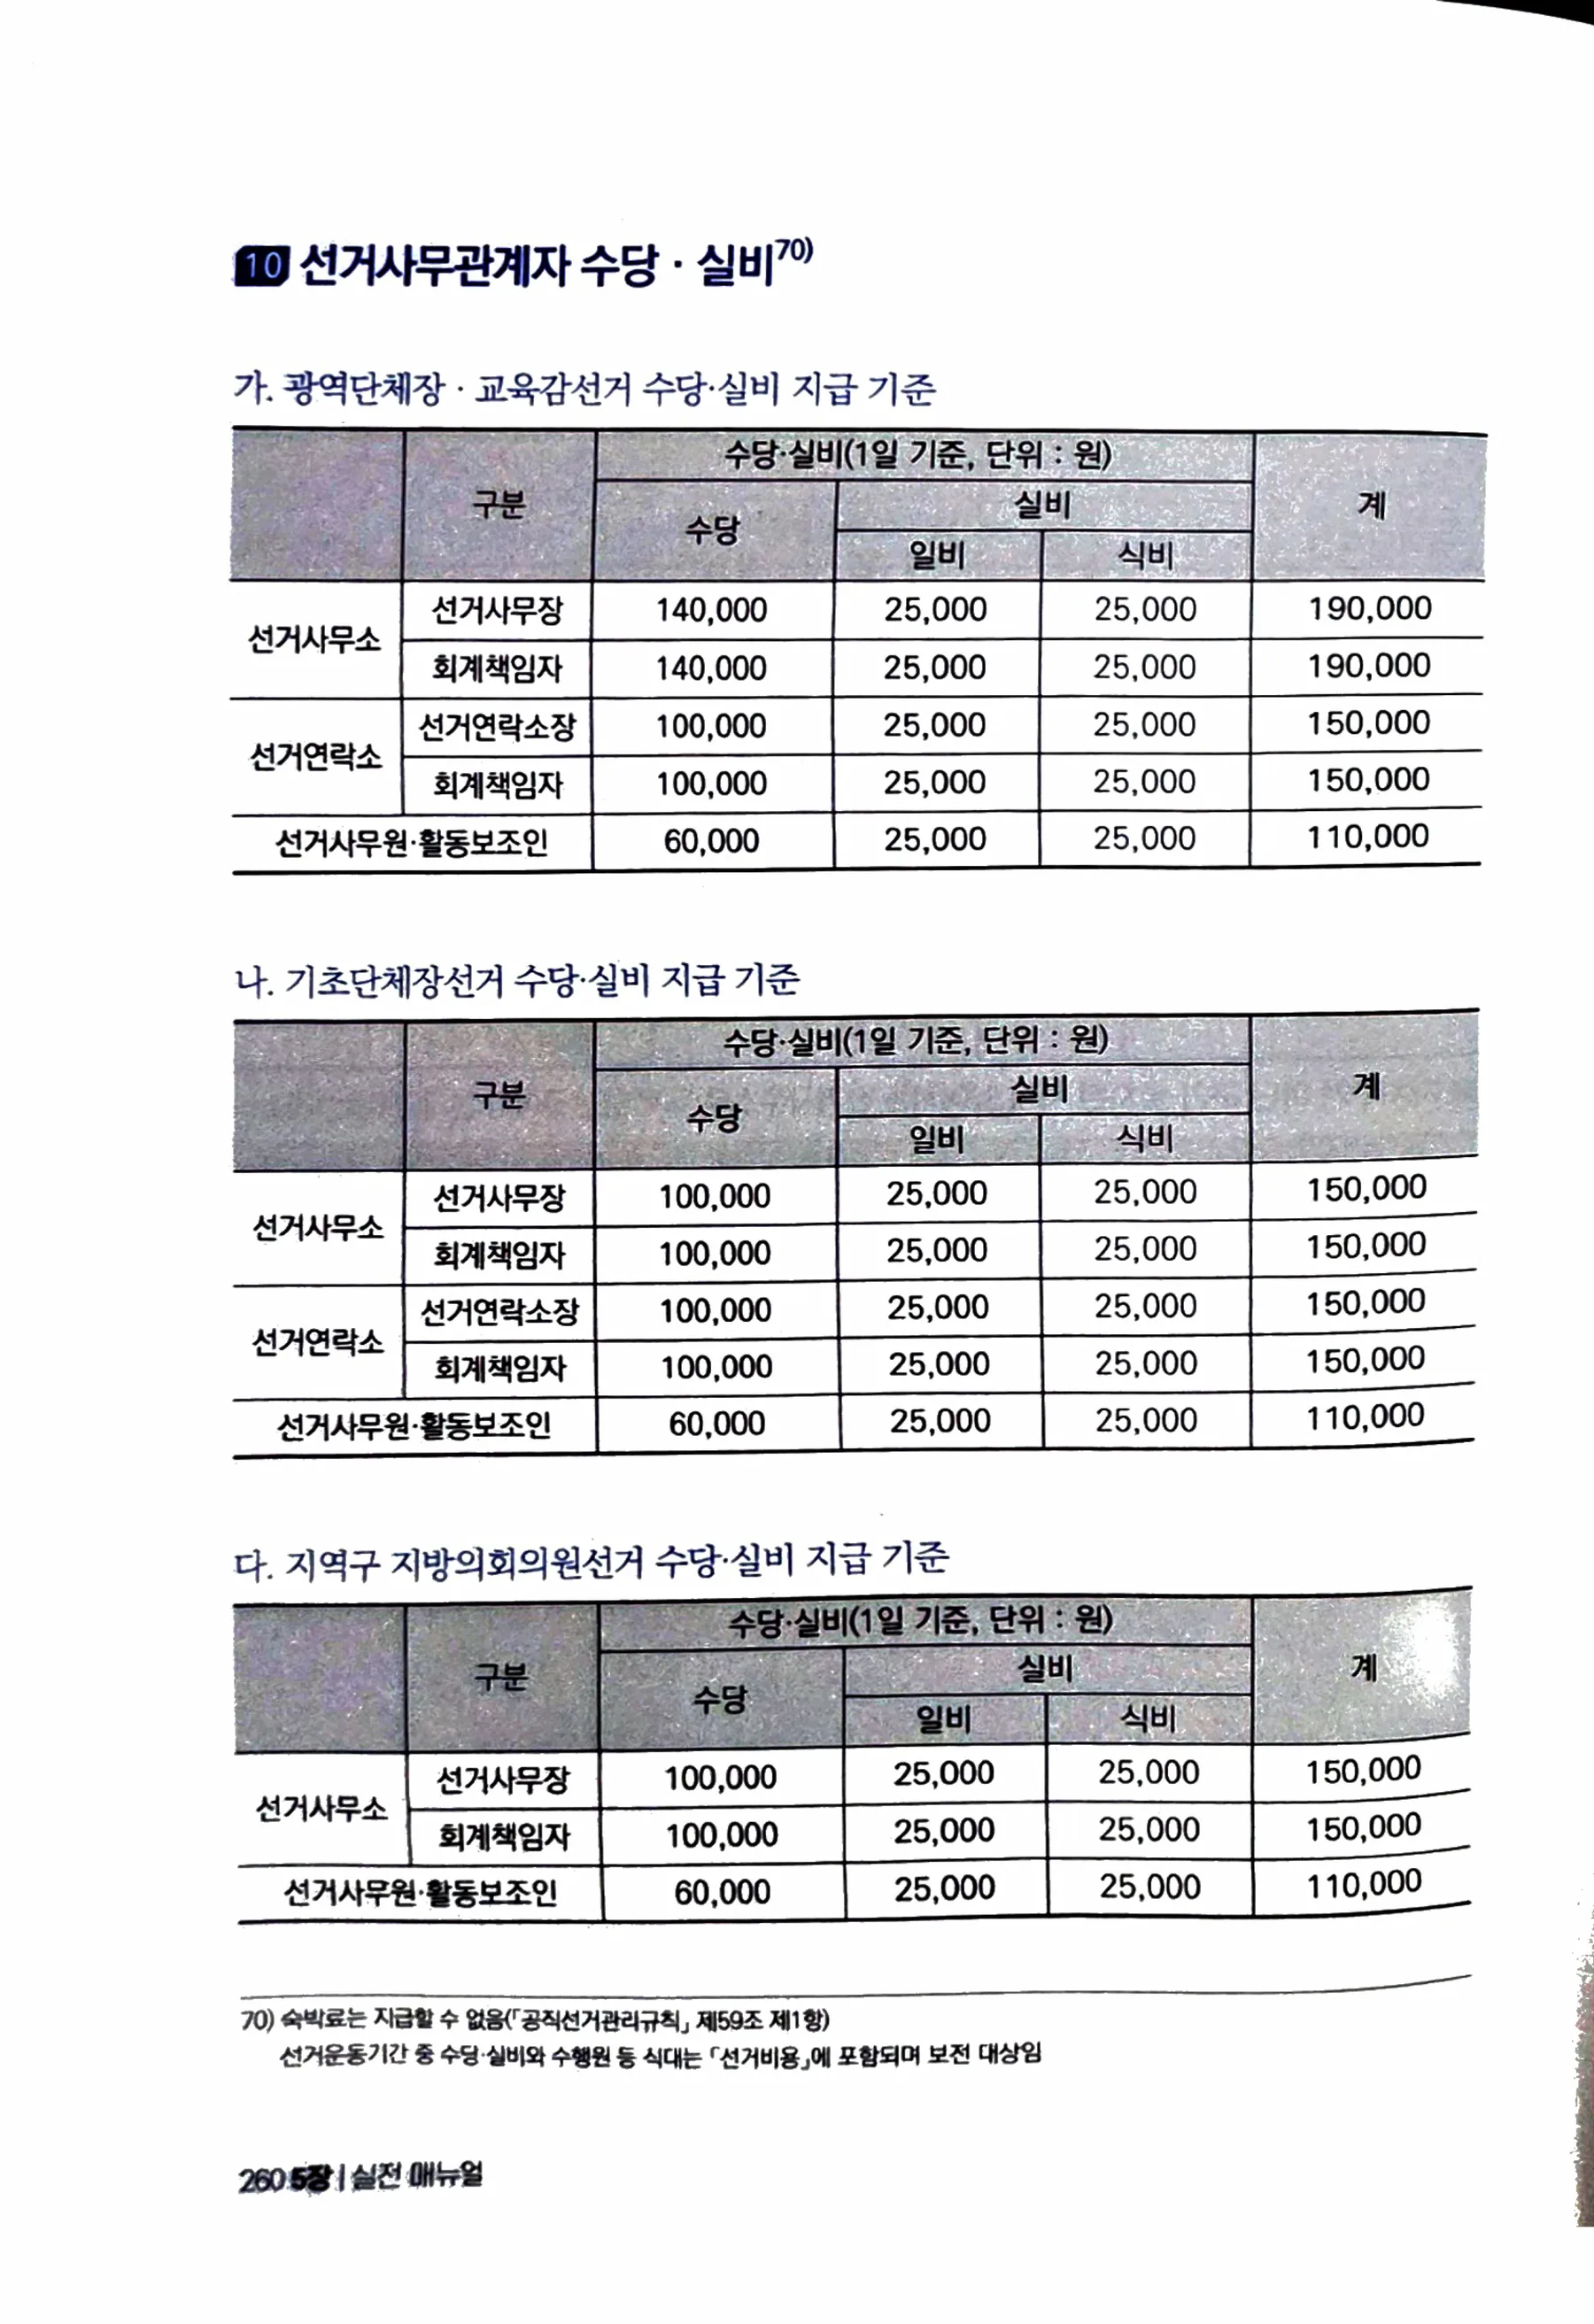 10 선거사무관계자 수당 · 실비70)
가. 광역단체장 · 교육감선거 수당·실비 지급 기준
구분 수당·실비(1일 기준, 단위 : 원) 계
수당 실비
일비 식비
선거사무소 선거사무장 140,000 25,000 25,000 190,000
회계책임자 140,000 25,000 25,000 190,000
선거연락소 선거연락소장 100,000 25,000 25,000 150,000
회계책임자 100,000 25,000 25,000 150,000
선거사무원·활동보조인 60,000 25,000 25,000 110,000
나. 기초단체장선거 수당·실비 지급 기준
구분 수당·실비(1일 기준, 단위 : 원) 계
수당 실비
일비 식비
선거사무소 선거사무장 100,000 25,000 25,000 150,000
회계책임자 100,000 25,000 25,000 150,000
선거연락소 선거연락소장 100,000 25,000 25,000 150,000
회계책임자 100,000 25,000 25,000 150,000
선거사무원·활동보조인 60,000 25,000 25,000 110,000
다. 지역구 지방의회의원선거 수당·실비 지급 기준
구분 수당·실비(1일 기준, 단위 : 원) 계
수당 실비
일비 식비
선거사무소 선거사무장 100,000 25,000 25,000 150,000
회계책임자 100,000 25,000 25,000 150,000
선거사무원·활동보조인 60,000 25,000 25,000 110,000
70) 숙박료는 지급할 수 없음(「공직선거관리규칙」 제59조 제1항)
선거운동기간 중 수당·실비와 수행원 등 식대는 「선거비용」에 포함되며 보전 대상임
260 5장 | 실전 매뉴얼